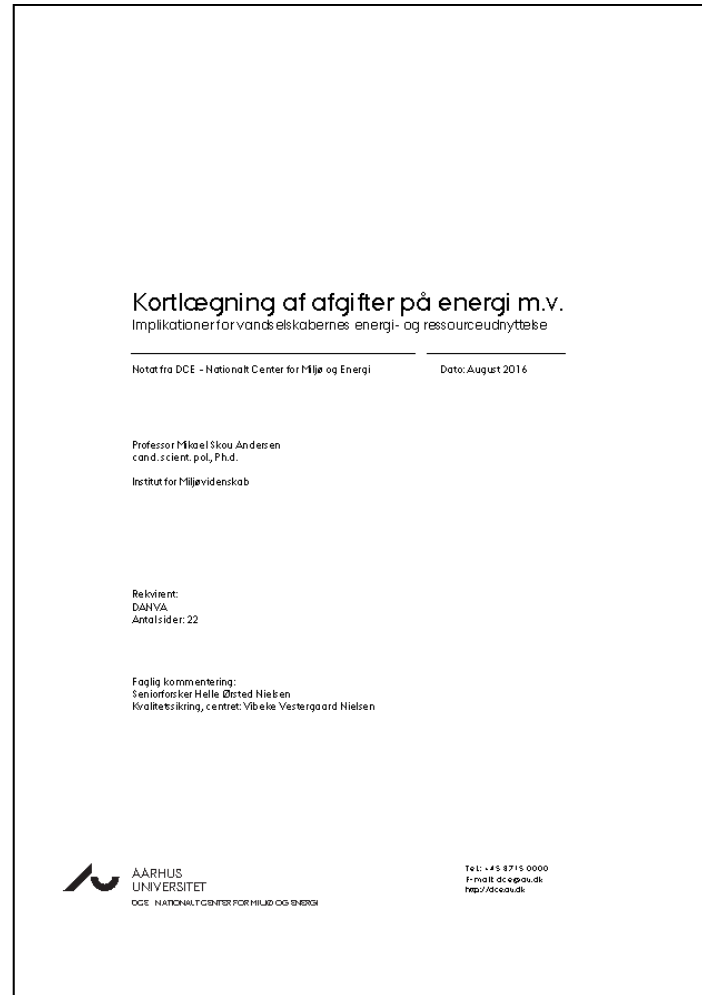 Kortlægning af afgifter på energi m.v.
Implikationer for vandselskabernes energi- og ressourceudnyttelse
Notat fra DCE - Nationalt Center for Miljø og Energi
Dato: August 2016
Professor Mikael Skou Andersen
cand. scient. pol., Ph.d.
Institut for Miljøvidenskab
Rekvirent:
DANVA
Antal sider: 22
Faglig kommentering:
Seniorforsker Helle Ørsted Nielsen
Kvalitetssikring, centret: Vibeke Vestergaard Nielsen
AARHUS
UNIVERSITET
DCE - NATIONALT CENTER FOR MILJØ OG ENERGI
Tel.: +45 8715 0000
E-mail: dce@au.dk
http://dce.au.dk